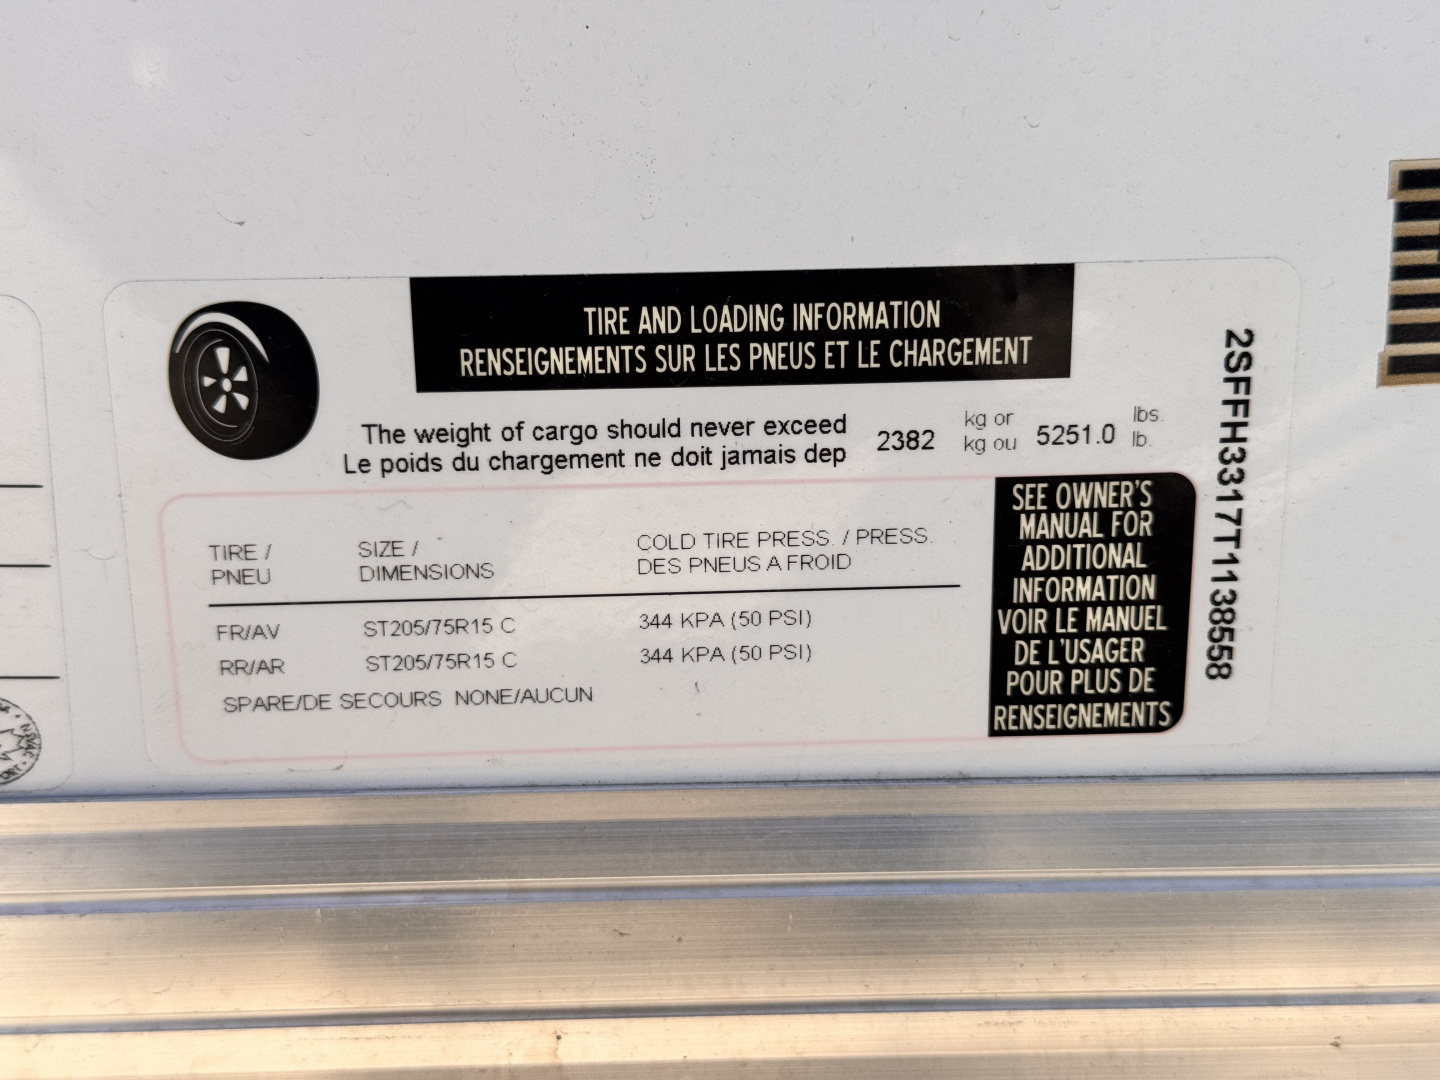 TIRE AND LOADING INFORMATION
RENSEIGNEMENTS SUR LES PNEUS ET LE CHARGEMENT
The weight of cargo should never exceed
Le poids du chargement ne doit jamais dep
2382
kg or
kg ou
5251.0
lbs.
lb.
TIRE /
PNEU
SIZE /
DIMENSIONS
COLD TIRE PRESS. / PRESS.
DES PNEUS A FROID
FR/AV ST205/75R15 C 344 KPA (50 PSI)
RR/AR ST205/75R15 C 344 KPA (50 PSI)
SPARE/DE SECOURS NONE/AUCUN
SEE OWNER'S
MANUAL FOR
ADDITIONAL
INFORMATION
VOIR LE MANUEL
DE L'USAGER
POUR PLUS DE
RENSEIGNEMENTS
2SFFH3317T1138558